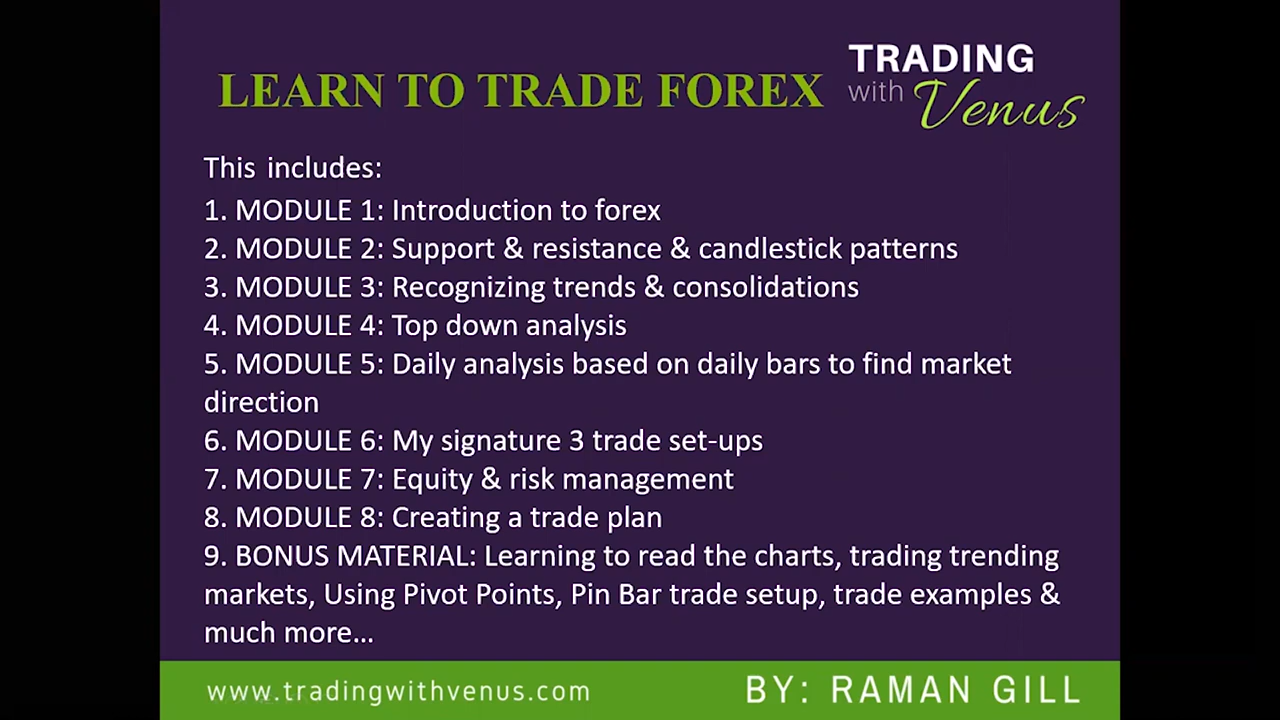 LEARN TO TRADE FOREX
TRADING
with Venus
This includes:
1. MODULE 1: Introduction to forex
2. MODULE 2: Support & resistance & candlestick patterns
3. MODULE 3: Recognizing trends & consolidations
4. MODULE 4: Top down analysis
5. MODULE 5: Daily analysis based on daily bars to find market
direction
6. MODULE 6: My signature 3 trade set-ups
7. MODULE 7: Equity & risk management
8. MODULE 8: Creating a trade plan
9. BONUS MATERIAL: Learning to read the charts, trading trending
markets, Using Pivot Points, Pin Bar trade setup, trade examples &
much more…
www.tradingwithvenus.com
BY: RAMAN GILL